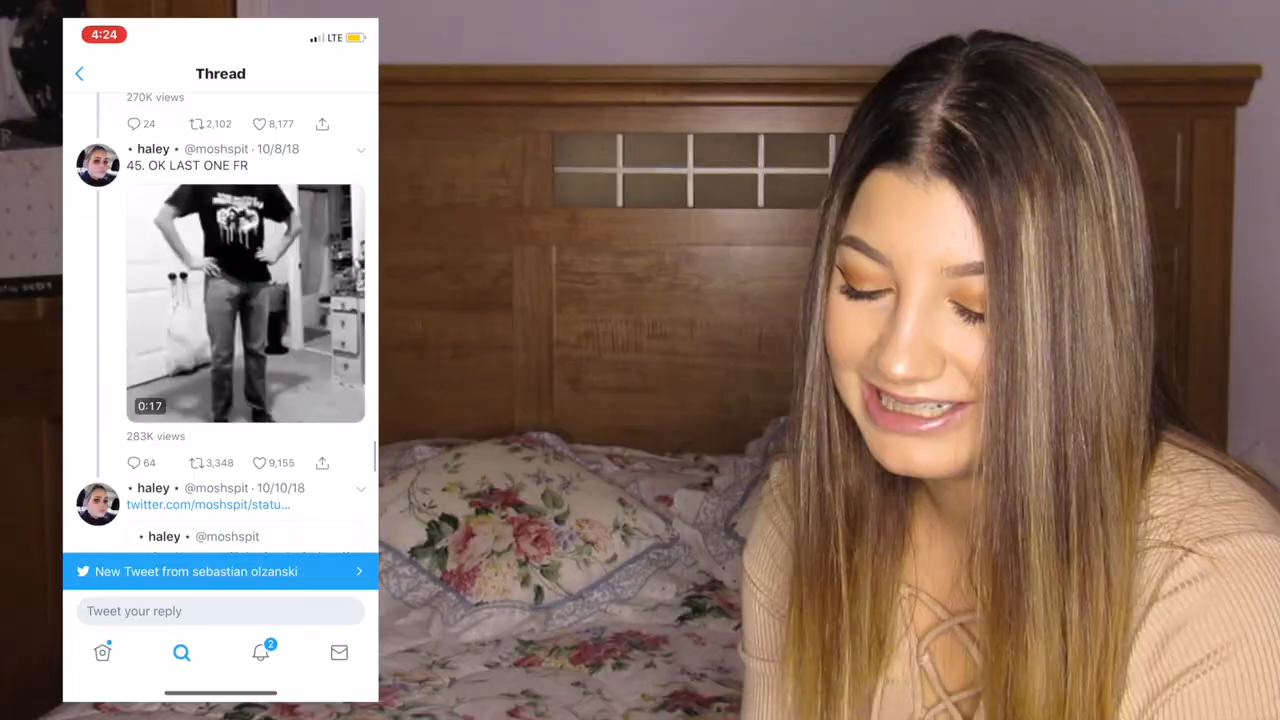 4:24
LTE
Thread
270K views
24 2,102 8,177
• haley • @moshspit · 10/8/18
45. OK LAST ONE FR
0:17
283K views
64 3,348 9,155
• haley • @moshspit · 10/10/18
twitter.com/moshspit/statu...
• haley • @moshspit
New Tweet from sebastian olzanski
Tweet your reply
2